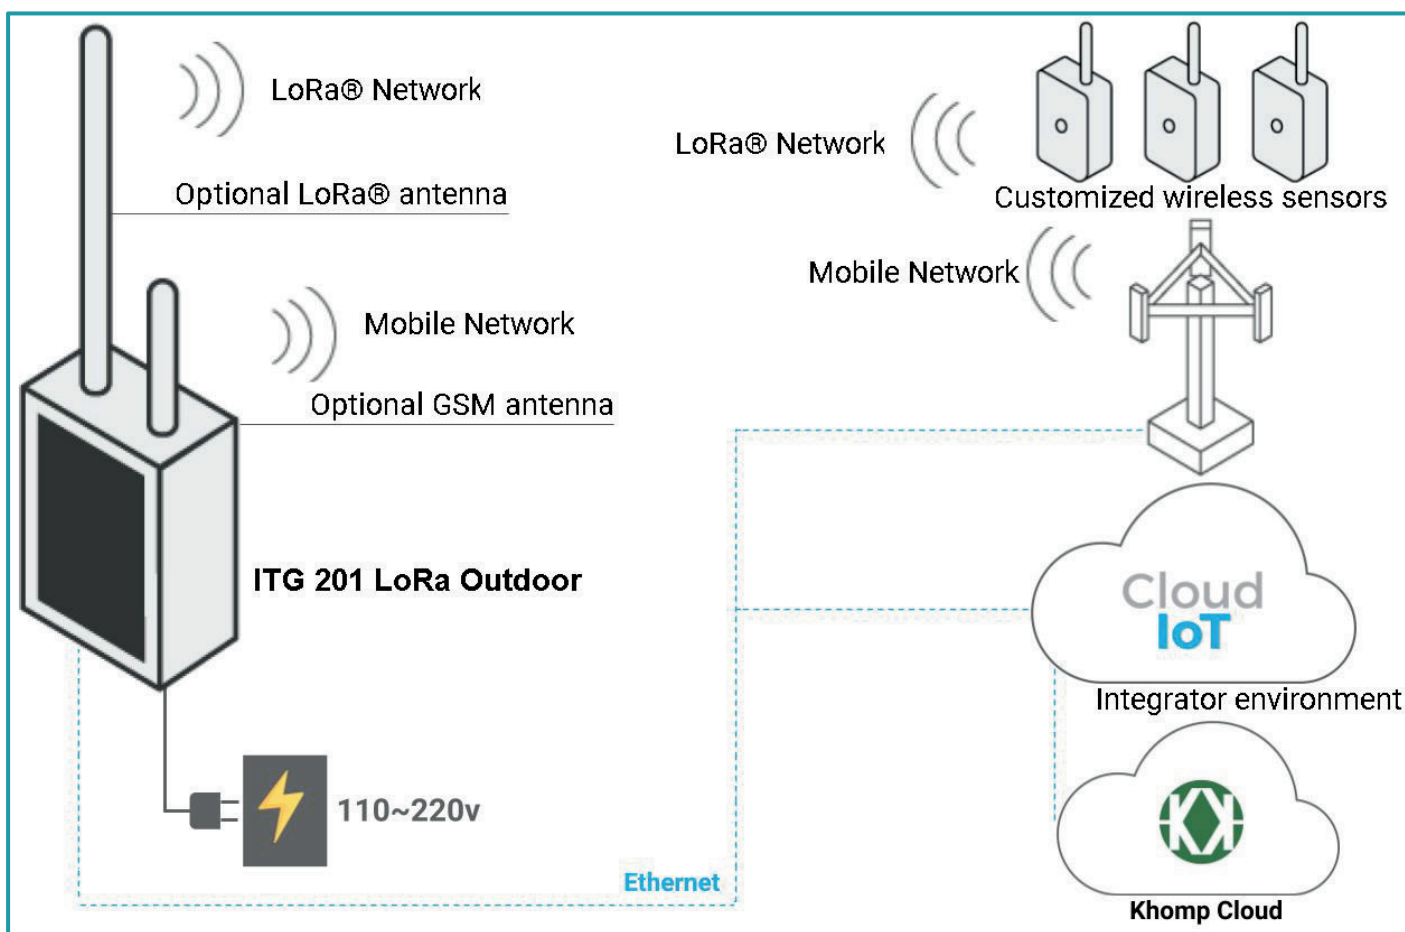 LoRa® Network
Optional LoRa® antenna
Mobile Network
Optional GSM antenna
ITG 201 LoRa Outdoor
110~220v
Ethernet
LoRa® Network
Customized wireless sensors
Mobile Network
Cloud
IoT
Integrator environment
Khomp Cloud